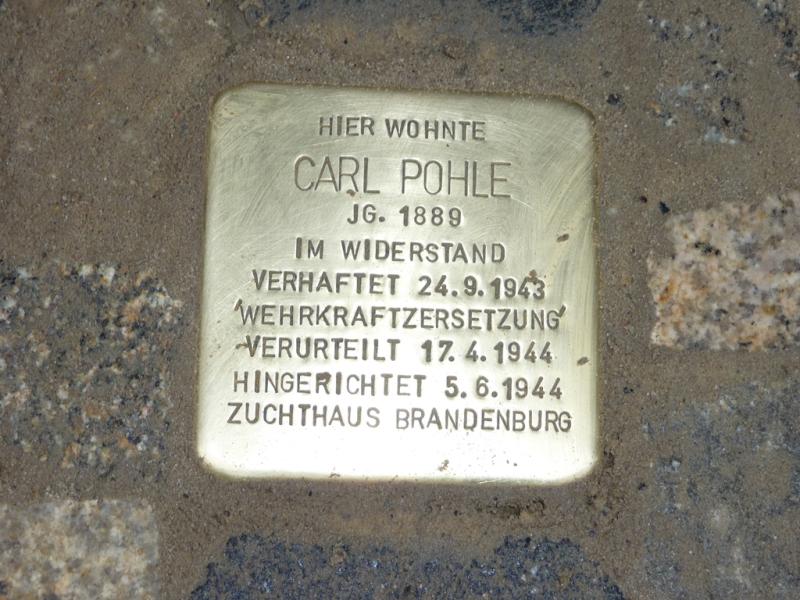 HIER WOHNTE
CARL POHLE
JG. 1889
IM WIDERSTAND
VERHAFTET 24.9.1943
'WEHRKRAFTZERSETZUNG'
VERURTEILT 17.4.1944
HINGERICHTET 5.6.1944
ZUCHTHAUS BRANDENBURG